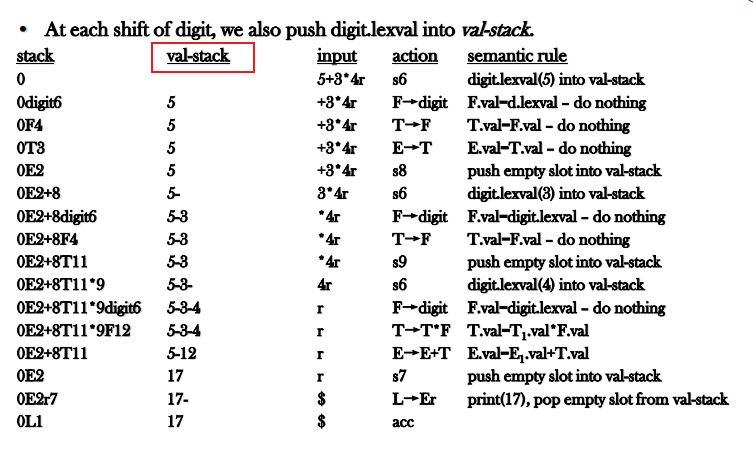 • At each shift of digit, we also push digit.lexval into val-stack.
stack val-stack input action semantic rule
0 5+3*4r s6 digit.lexval(5) into val-stack
0digit6 5 +3*4r F→digit F.val=d.lexval – do nothing
0F4 5 +3*4r T→F T.val=F.val – do nothing
0T3 5 +3*4r E→T E.val=T.val – do nothing
0E2 5 +3*4r s8 push empty slot into val-stack
0E2+8 5- 3*4r s6 digit.lexval(3) into val-stack
0E2+8digit6 5-3 *4r F→digit F.val=digit.lexval – do nothing
0E2+8F4 5-3 *4r T→F T.val=F.val – do nothing
0E2+8T11 5-3 *4r s9 push empty slot into val-stack
0E2+8T11*9 5-3- 4r s6 digit.lexval(4) into val-stack
0E2+8T11*9digit6 5-3-4 r F→digit F.val=digit.lexval – do nothing
0E2+8T11*9F12 5-3-4 r T→T*F T.val=T₁.val*F.val
0E2+8T11 5-12 r E→E+T E.val=E₁.val+T.val
0E2 17 r s7 push empty slot into val-stack
0E2r7 17- $ L→Er print(17), pop empty slot from val-stack
0L1 17 $ acc